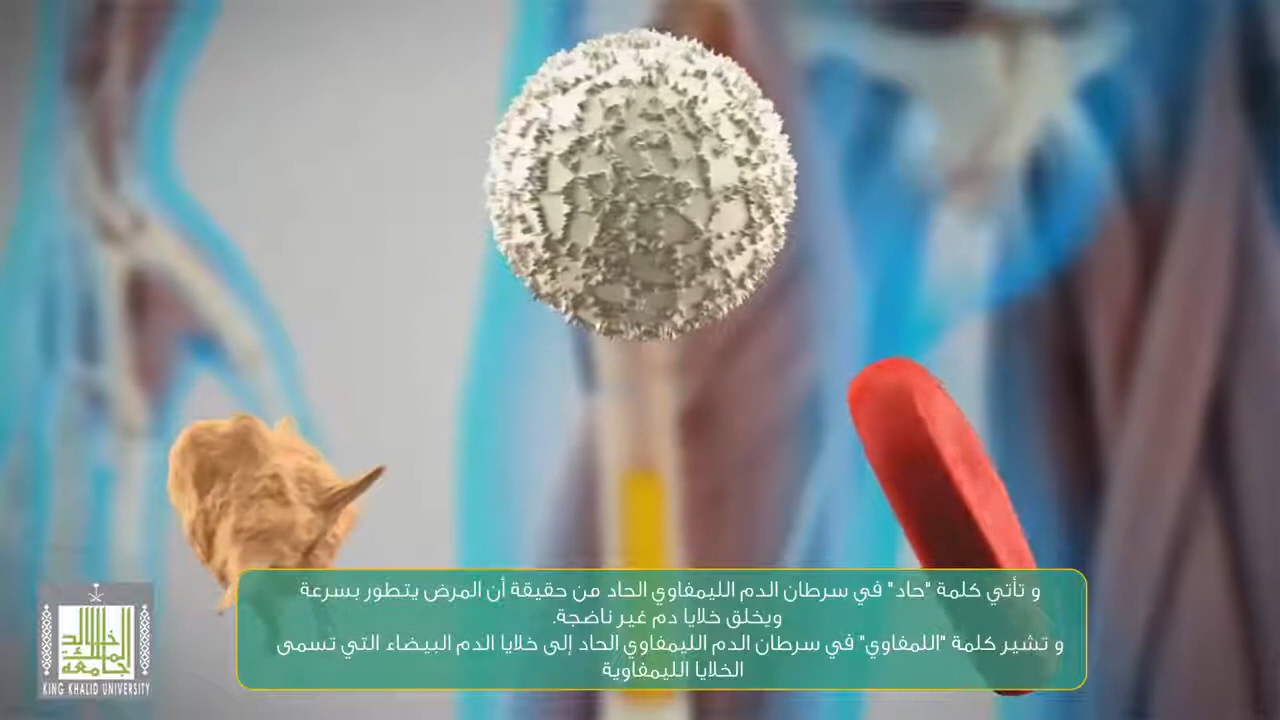 و تأتي كلمة "حاد" في سرطان الدم الليمفاوي الحاد من حقيقة أن المرض يتطور بسرعة
ويخلق خلايا دم غير ناضجة.
و تشير كلمة "اللمفاوي" في سرطان الدم الليمفاوي الحاد إلى خلايا الدم البيضاء التي تسمى
الخلايا الليمفاوية
جامعة الملك خالد
KING KHALID UNIVERSITY